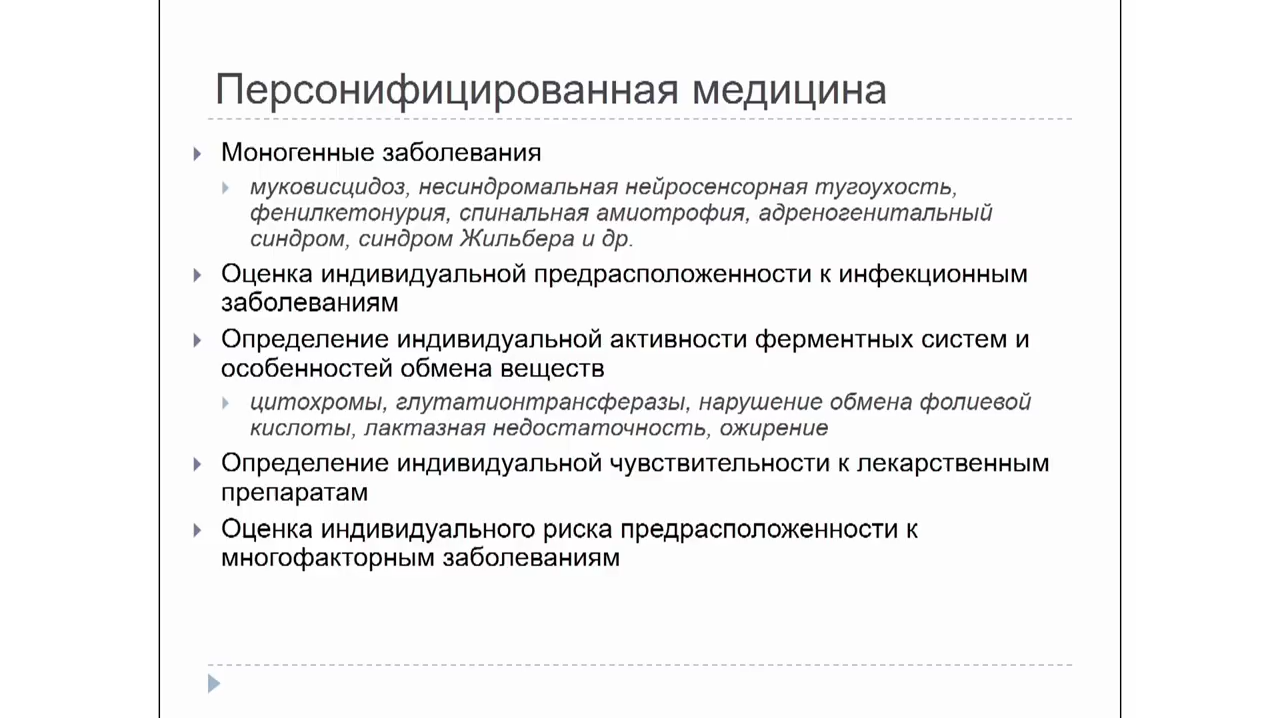 Персонифицированная медицина
Моногенные заболевания
муковисцидоз, несиндромальная нейросенсорная тугоухость,
фенилкетонурия, спинальная амиотрофия, адреногенитальный
синдром, синдром Жильбера и др.
Оценка индивидуальной предрасположенности к инфекционным
заболеваниям
Определение индивидуальной активности ферментных систем и
особенностей обмена веществ
цитохромы, глутатионтрансферазы, нарушение обмена фолиевой
кислоты, лактазная недостаточность, ожирение
Определение индивидуальной чувствительности к лекарственным
препаратам
Оценка индивидуального риска предрасположенности к
многофакторным заболеваниям